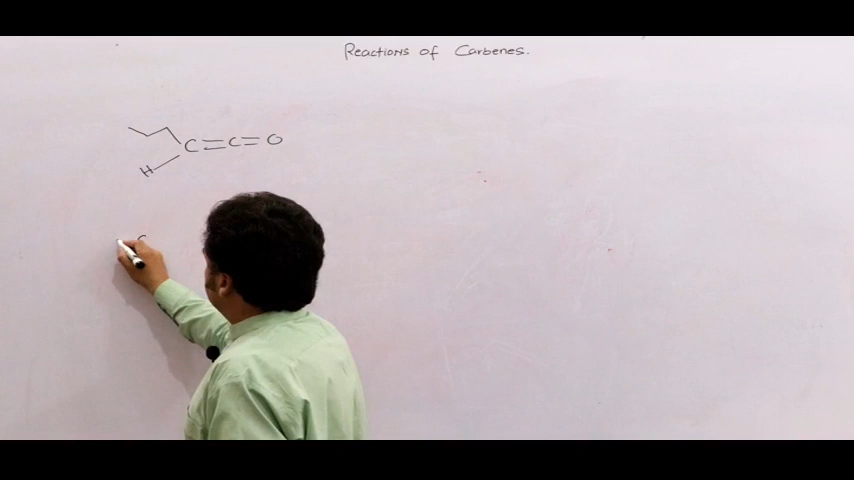 Reactions of Carbenes.
C=C=O
H